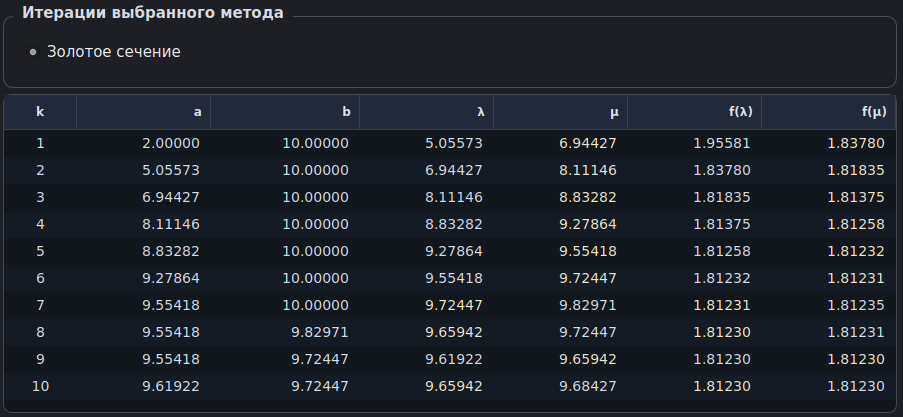 Итерации выбранного метода
Золотое сечение
k a b λ μ f(λ) f(μ)
1 2.00000 10.00000 5.05573 6.94427 1.95581 1.83780
2 5.05573 10.00000 6.94427 8.11146 1.83780 1.81835
3 6.94427 10.00000 8.11146 8.83282 1.81835 1.81375
4 8.11146 10.00000 8.83282 9.27864 1.81375 1.81258
5 8.83282 10.00000 9.27864 9.55418 1.81258 1.81232
6 9.27864 10.00000 9.55418 9.72447 1.81232 1.81231
7 9.55418 10.00000 9.72447 9.82971 1.81231 1.81235
8 9.55418 9.82971 9.65942 9.72447 1.81230 1.81231
9 9.55418 9.72447 9.61922 9.65942 1.81230 1.81230
10 9.61922 9.72447 9.65942 9.68427 1.81230 1.81230